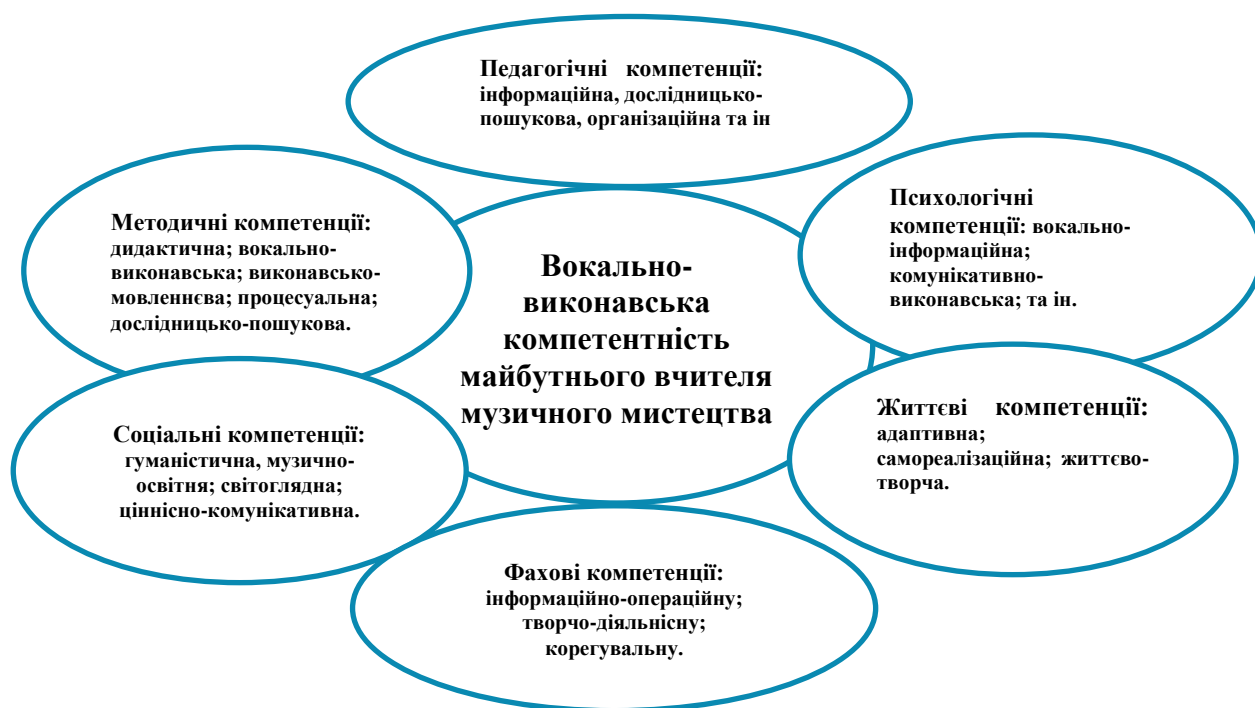 Педагогічні компетенції:
інформаційна, дослідницько-
пошукова, організаційна та ін
Методичні компетенції:
дидактична; вокально-
виконавська; виконавсько-
мовленнєва; процесуальна;
дослідницько-пошукова.
Вокально-
виконавська
компетентність
майбутнього вчителя
музичного мистецтва
Психологічні
компетенції: вокально-
інформаційна;
комунікативно-
виконавська; та ін.
Соціальні компетенції:
гуманістична, музично-
освітня; світоглядна;
ціннісно-комунікативна.
Життєві компетенції:
адаптивна;
самореалізаційна; життєво-
творча.
Фахові компетенції:
інформаційно-операційну;
творчо-діяльнісну;
корегувальну.